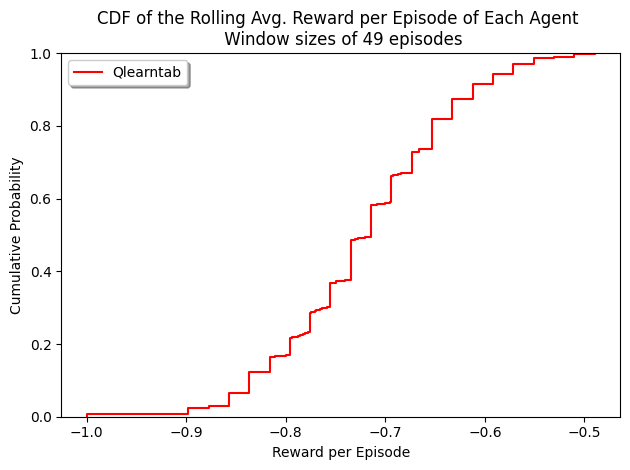 CDF of the Rolling Avg. Reward per Episode of Each Agent
Window sizes of 49 episodes
Qlearntab
Cumulative Probability
1.0
0.8
0.6
0.4
0.2
0.0
−1.0 −0.9 −0.8 −0.7 −0.6 −0.5
Reward per Episode